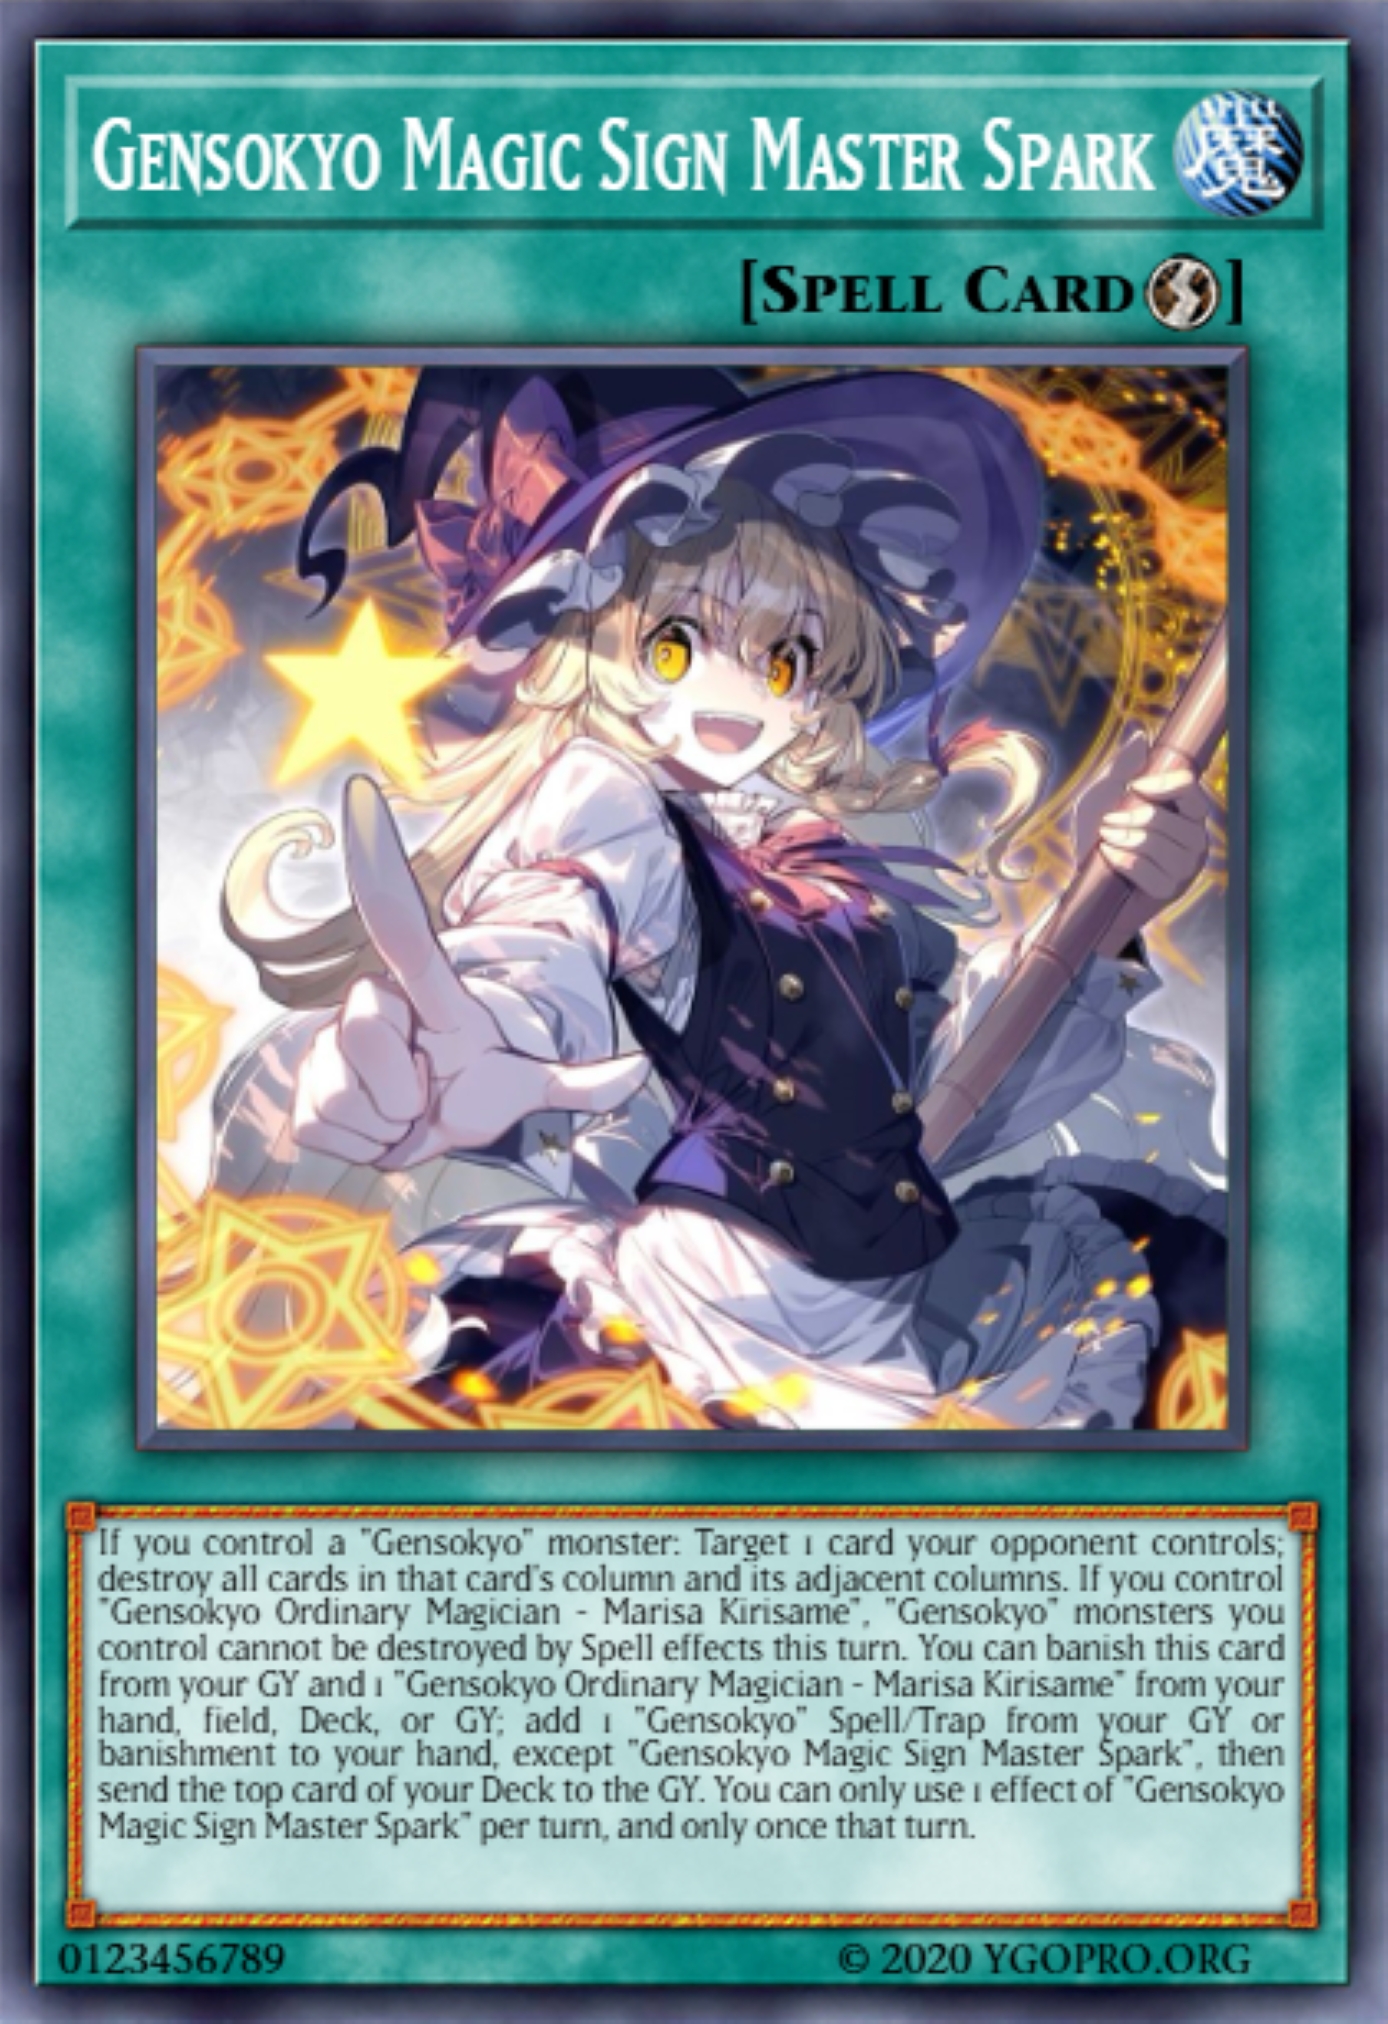 GENSOKYO MAGIC SIGN MASTER SPARK
魔
[SPELL CARD]
If you control a "Gensokyo" monster: Target 1 card your opponent controls;
destroy all cards in that card's column and its adjacent columns. If you control
"Gensokyo Ordinary Magician - Marisa Kirisame", "Gensokyo" monsters you
control cannot be destroyed by Spell effects this turn. You can banish this card
from your GY and 1 "Gensokyo Ordinary Magician - Marisa Kirisame" from your
hand, field, Deck, or GY; add 1 "Gensokyo" Spell/Trap from your GY or
banishment to your hand, except "Gensokyo Magic Sign Master Spark", then
send the top card of your Deck to the GY. You can only use 1 effect of "Gensokyo
Magic Sign Master Spark" per turn, and only once that turn.
0123456789
© 2020 YGOPRO.ORG